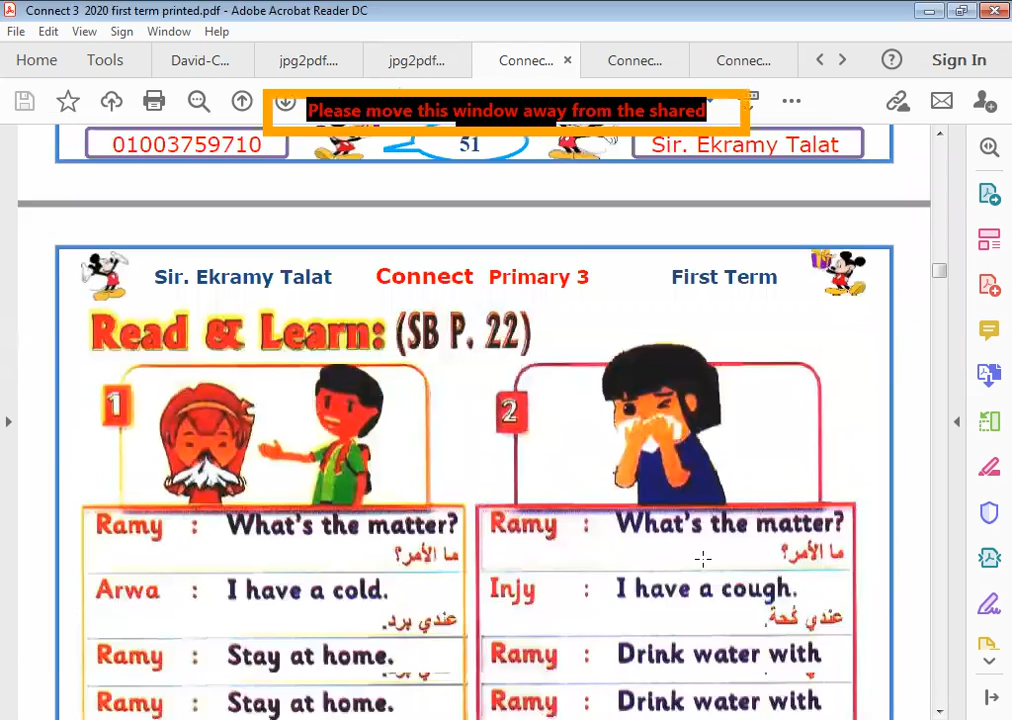 Connect 3 2020 first term printed.pdf - Adobe Acrobat Reader DC
File Edit View Sign Window Help
Home Tools David-C... jpg2pdf.... jpg2pdf.... Connec... Connec... Connec... Sign In
Please move this window away from the shared
01003759710 51 Sir. Ekramy Talat
Sir. Ekramy Talat Connect Primary 3 First Term
Read & Learn: (SB P. 22)
1
Ramy : What's the matter?
ما الأمر؟
Arwa : I have a cold.
عندي برد.
Ramy : Stay at home.
Ramy : Stay at home.
2
Ramy : What's the matter?
ما الأمر؟
Injy : I have a cough.
عندي كُحة.
Ramy : Drink water with
Ramy : Drink water with